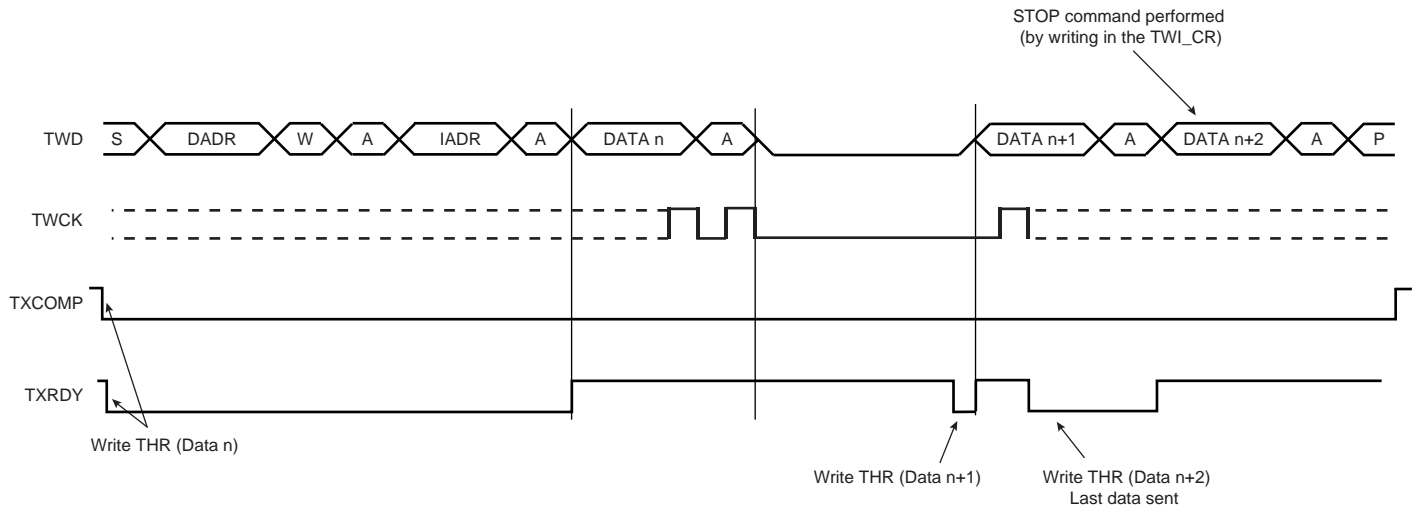 STOP command performed
(by writing in the TWI_CR)
TWD S DADR W A IADR A DATA n A DATA n+1 A DATA n+2 A P
TWCK
TXCOMP
TXRDY
Write THR (Data n)
Write THR (Data n+1)
Write THR (Data n+2)
Last data sent